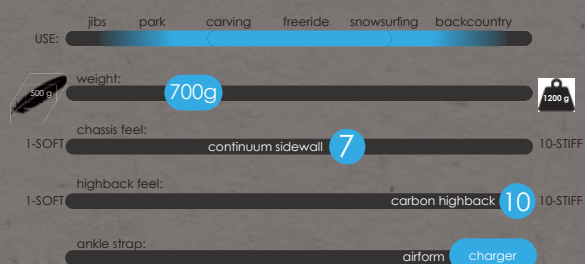 jibs park carving freeride snowsurfing backcountry
USE:
weight:
500 g 700g 1200 g
chassis feel:
1-SOFT continuum sidewall 7 10-STIFF
highback feel:
1-SOFT carbon highback 10 10-STIFF
ankle strap:
airform charger